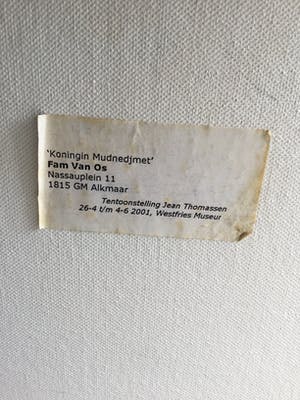 'Koningin Mudnedjmet'
Fam Van Os
Nassauplein 11
1815 GM Alkmaar
Tentoonstelling Jean Thomassen
26-4 t/m 4-6 2001, Westfries Museum